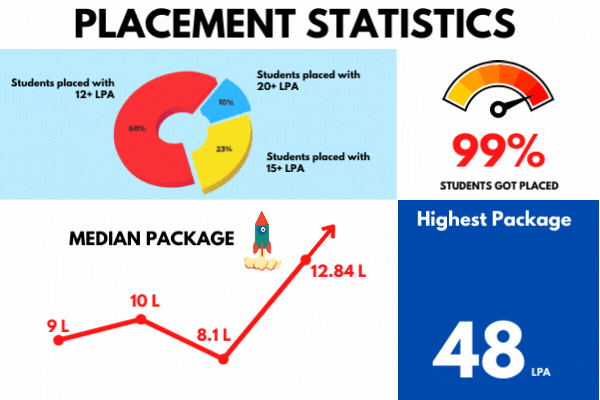 PLACEMENT STATISTICS
Students placed with
12+ LPA
Students placed with
20+ LPA
10%
60%
23%
Students placed with
15+ LPA
99%
STUDENTS GOT PLACED
MEDIAN PACKAGE
9 L
10 L
8.1 L
12.84 L
Highest Package
48 LPA